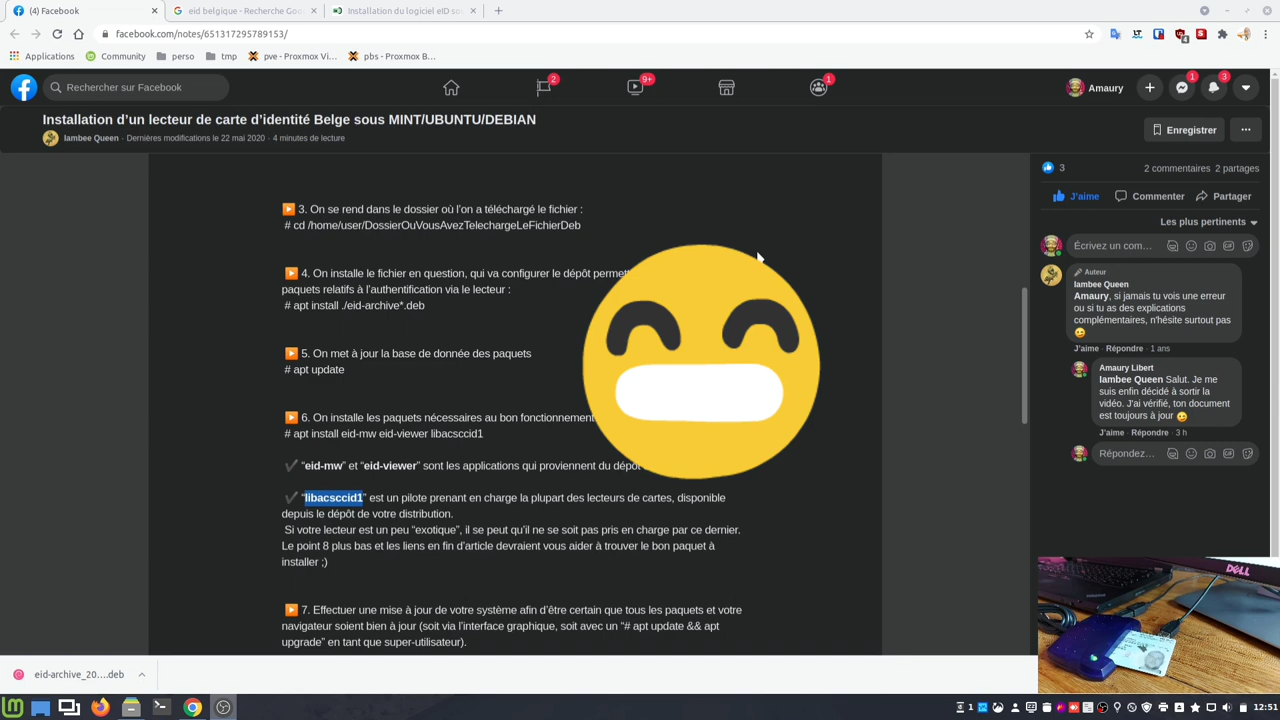 (4) Facebook
eid belgique - Recherche Goo
Installation du logiciel eID so
facebook.com/notes/651317295789153/
Applications
Community
perso
tmp
pve - Proxmox Vi…
pbs - Proxmox B…
Rechercher sur Facebook
2
9+
1
Amaury
1
3
Installation d’un lecteur de carte d’identité Belge sous MINT/UBUNTU/DEBIAN
Iambee Queen · Dernières modifications le 22 mai 2020 · 4 minutes de lecture
Enregistrer
3. On se rend dans le dossier où l’on a téléchargé le fichier :
# cd /home/user/DossierOuVousAvezTelechargeLeFichierDeb
4. On installe le fichier en question, qui va configurer le dépôt permett
paquets relatifs à l’authentification via le lecteur :
# apt install ./eid-archive*.deb
5. On met à jour la base de donnée des paquets
# apt update
6. On installe les paquets nécessaires au bon fonctionnement
# apt install eid-mw eid-viewer libacsccid1
✔ “eid-mw” et “eid-viewer” sont les applications qui proviennent du dépôt
✔ “libacsccid1” est un pilote prenant en charge la plupart des lecteurs de cartes, disponible
depuis le dépôt de votre distribution.
Si votre lecteur est un peu “exotique”, il se peut qu’il ne se soit pas pris en charge par ce dernier.
Le point 8 plus bas et les liens en fin d’article devraient vous aider à trouver le bon paquet à
installer ;)
7. Effectuer une mise à jour de votre système afin d’être certain que tous les paquets et votre
navigateur soient bien à jour (soit via l’interface graphique, soit avec un “# apt update && apt
upgrade” en tant que super-utilisateur).
3
2 commentaires 2 partages
J’aime
Commenter
Partager
Les plus pertinents
Écrivez un com…
Auteur
Iambee Queen
Amaury, si jamais tu vois une erreur
ou si tu as des explications
complémentaires, n'hésite surtout pas
J’aime · Répondre · 1 ans
Amaury Libert
Iambee Queen Salut. Je me
suis enfin décidé à sortir la
vidéo. J'ai vérifié, ton document
est toujours à jour
J’aime · Répondre · 3 h
Répondez…
DELL
eid-archive_20….deb
1
12:51